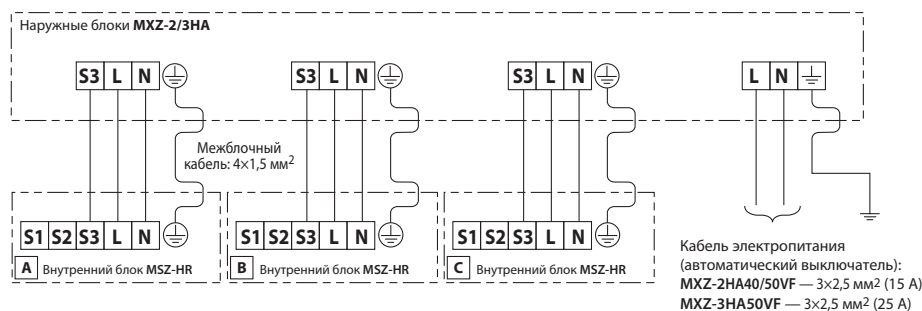 Наружные блоки MXZ-2/3HA
S3 L N
S3 L N
S3 L N
L N
Межблочный
кабель: 4×1,5 мм²
S1 S2 S3 L N
S1 S2 S3 L N
S1 S2 S3 L N
A Внутренний блок MSZ-HR
B Внутренний блок MSZ-HR
C Внутренний блок MSZ-HR
Кабель электропитания
(автоматический выключатель):
MXZ-2HA40/50VF — 3×2,5 мм² (15 А)
MXZ-3HA50VF — 3×2,5 мм² (25 А)